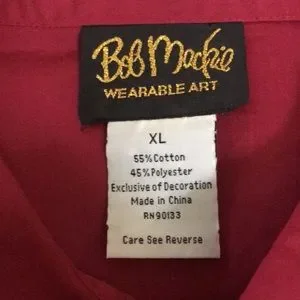 Bob Mackie
WEARABLE ART
XL
55% Cotton
45% Polyester
Exclusive of Decoration
Made in China
RN 90133
Care See Reverse